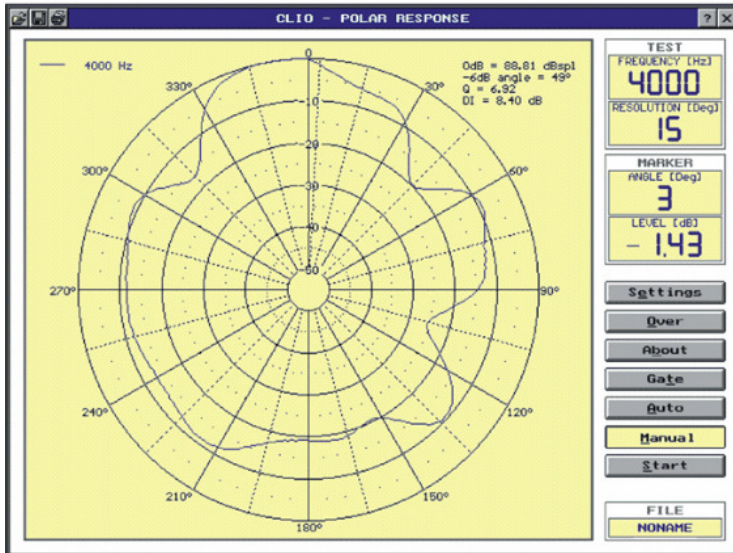 CLIO - POLAR RESPONSE
? X
4000 Hz
0dB = 88.81 dBspl
-6dB angle = 49°
Q = 6.92
DI = 8.40 dB
0
330°
30°
-10
-20
300°
60°
-30
-40
-50
270°
90°
240°
120°
210°
150°
180°
TEST
FREQUENCY [Hz]
4000
RESOLUTION [Deg]
15
MARKER
ANGLE [Deg]
3
LEVEL [dB]
-1.43
Settings
Over
About
Gate
Auto
Manual
Start
FILE
NONAME